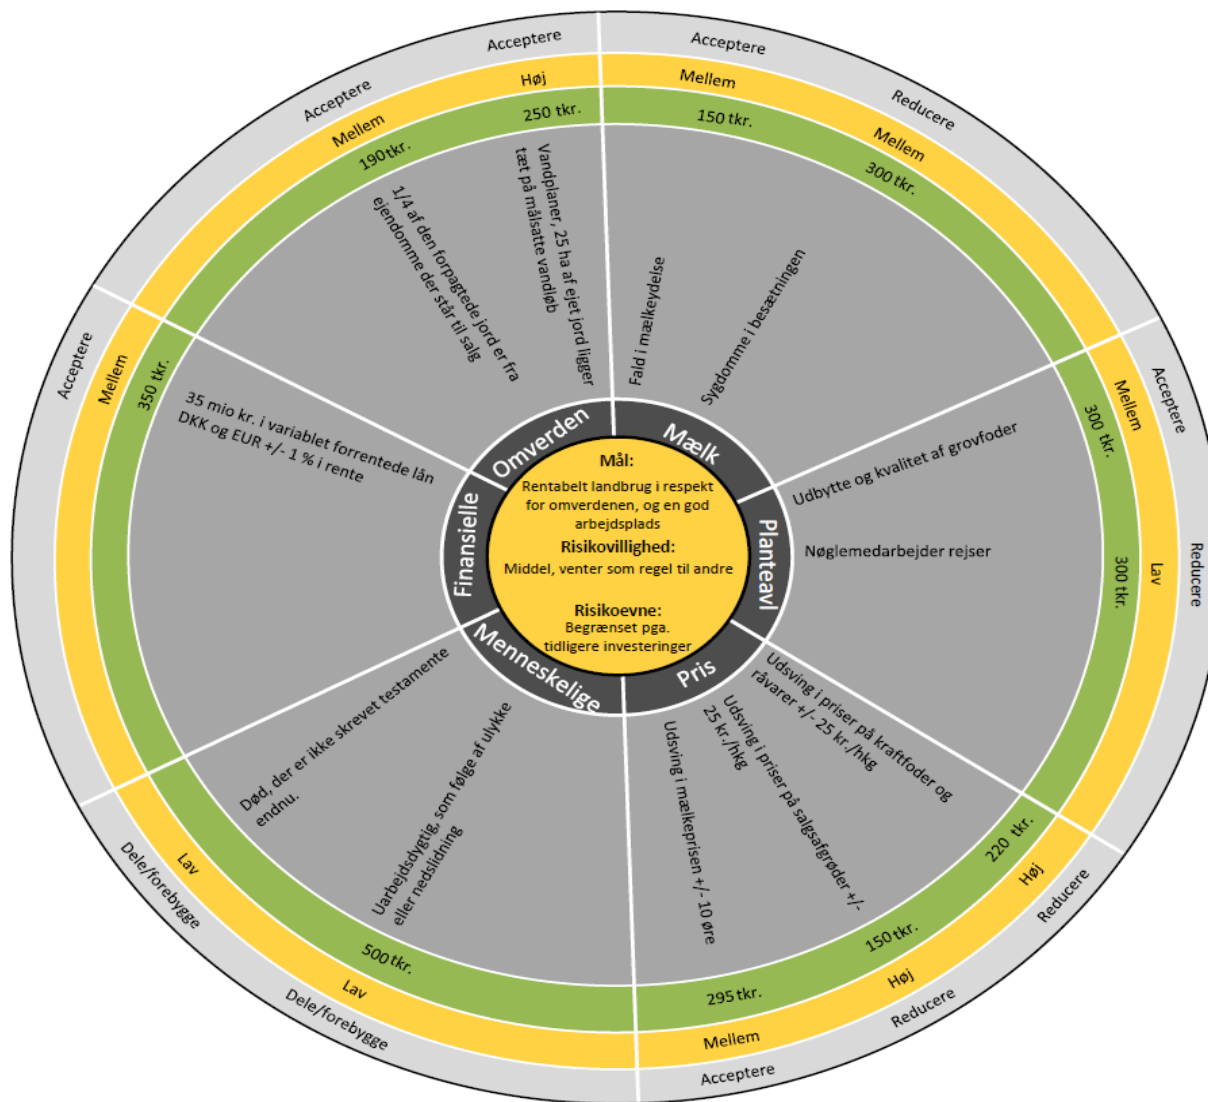 Mål:
Rentabelt landbrug i respekt
for omverdenen, og en god
arbejdsplads
Risikovillighed:
Middel, venter som regel til andre
Risikoevne:
Begrænset pga.
tidligere investeringer
Mælk
Fald i mælkeydelse
150 tkr.
Mellem
Acceptere
Sygdomme i besætningen
300 tkr.
Mellem
Reducere
Planteavl
Udbytte og kvalitet af grovfoder
300 tkr.
Mellem
Acceptere
Nøglemedarbejder rejser
300 tkr.
Lav
Reducere
Pris
Udsving i priser på kraftfoder og
råvarer +/- 25 kr./hkg
220 tkr.
Høj
Reducere
Udsving i priser på salgsafgrøder +/-
25 kr./hkg
150 tkr.
Høj
Reducere
Udsving i mælkeprisen +/- 10 øre
295 tkr.
Mellem
Acceptere
Menneskelige
Uarbejdsdygtig, som følge af ulykke
eller nedslidning
500 tkr.
Lav
Dele/forebygge
Død, der er ikke skrevet testamente
endnu.
Lav
Dele/forebygge
Finansielle
35 mio kr. i variablet forrentede lån
DKK og EUR +/- 1 % i rente
350 tkr.
Mellem
Acceptere
Omverden
1/4 af den forpagtede jord er fra
ejendomme der står til salg
190 tkr.
Mellem
Acceptere
Vandplaner, 25 ha af ejet jord ligger
tæt på målsatte vandløb
250 tkr.
Høj
Acceptere